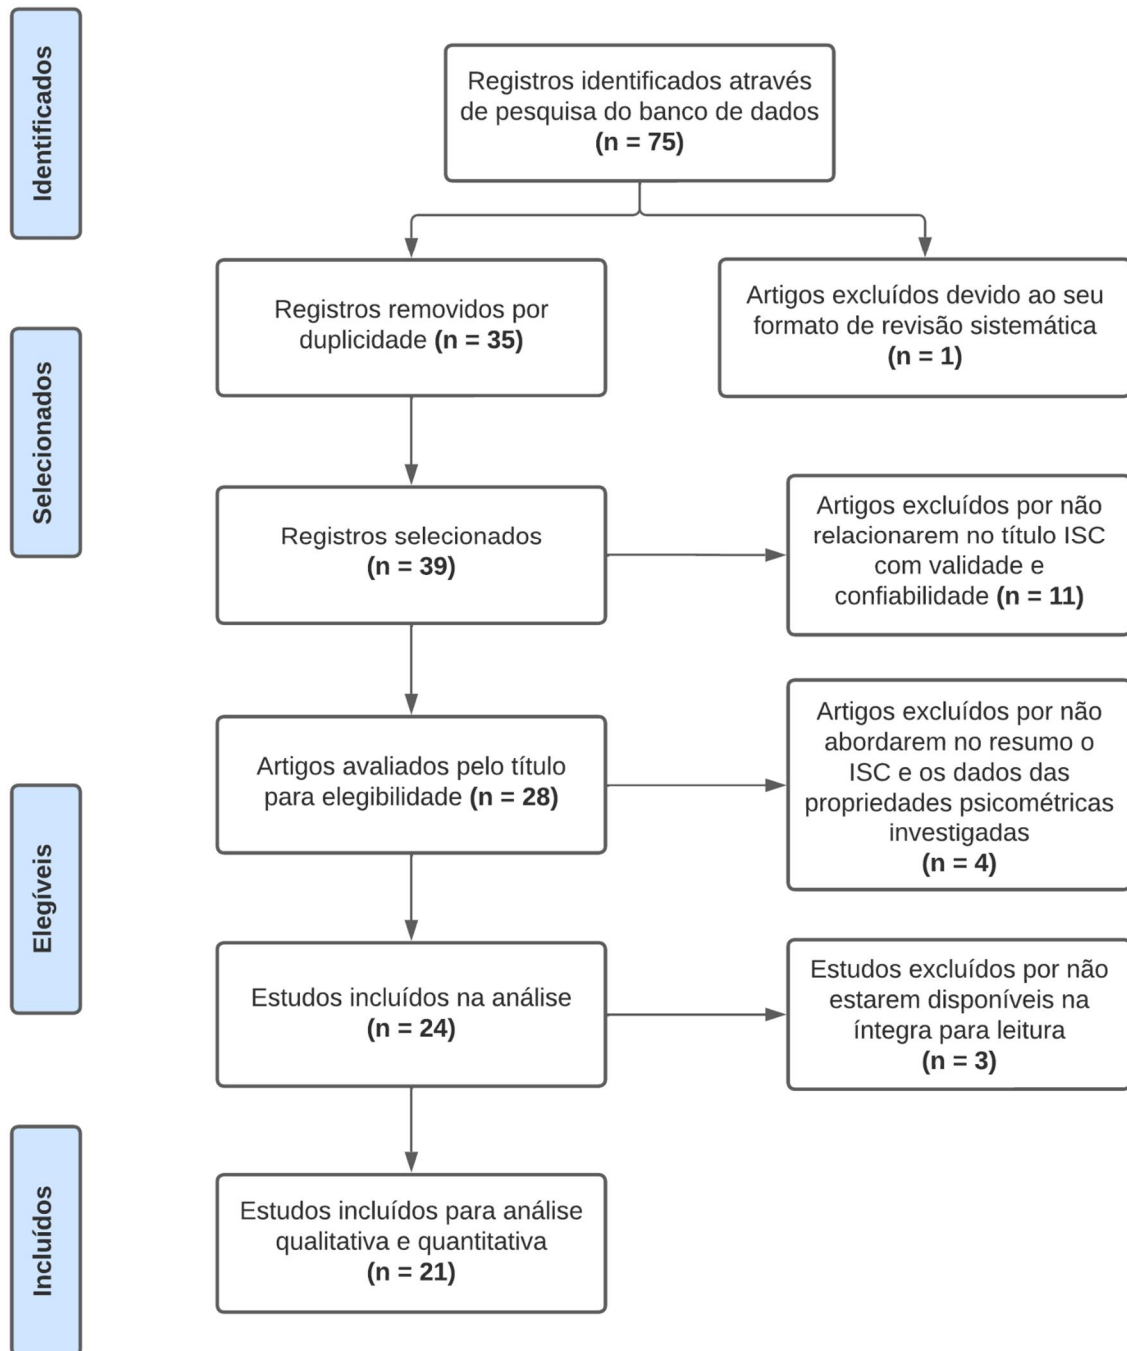 Identificados
Registros identificados através
de pesquisa do banco de dados
(n = 75)
Registros removidos por
duplicidade (n = 35)
Artigos excluídos devido ao seu
formato de revisão sistemática
(n = 1)
Selecionados
Registros selecionados
(n = 39)
Artigos excluídos por não
relacionarem no título ISC
com validade e
confiabilidade (n = 11)
Artigos avaliados pelo título
para elegibilidade (n = 28)
Artigos excluídos por não
abordarem no resumo o
ISC e os dados das
propriedades psicométricas
investigadas
(n = 4)
Elegíveis
Estudos incluídos na análise
(n = 24)
Estudos excluídos por não
estarem disponíveis na
íntegra para leitura
(n = 3)
Incluídos
Estudos incluídos para análise
qualitativa e quantitativa
(n = 21)